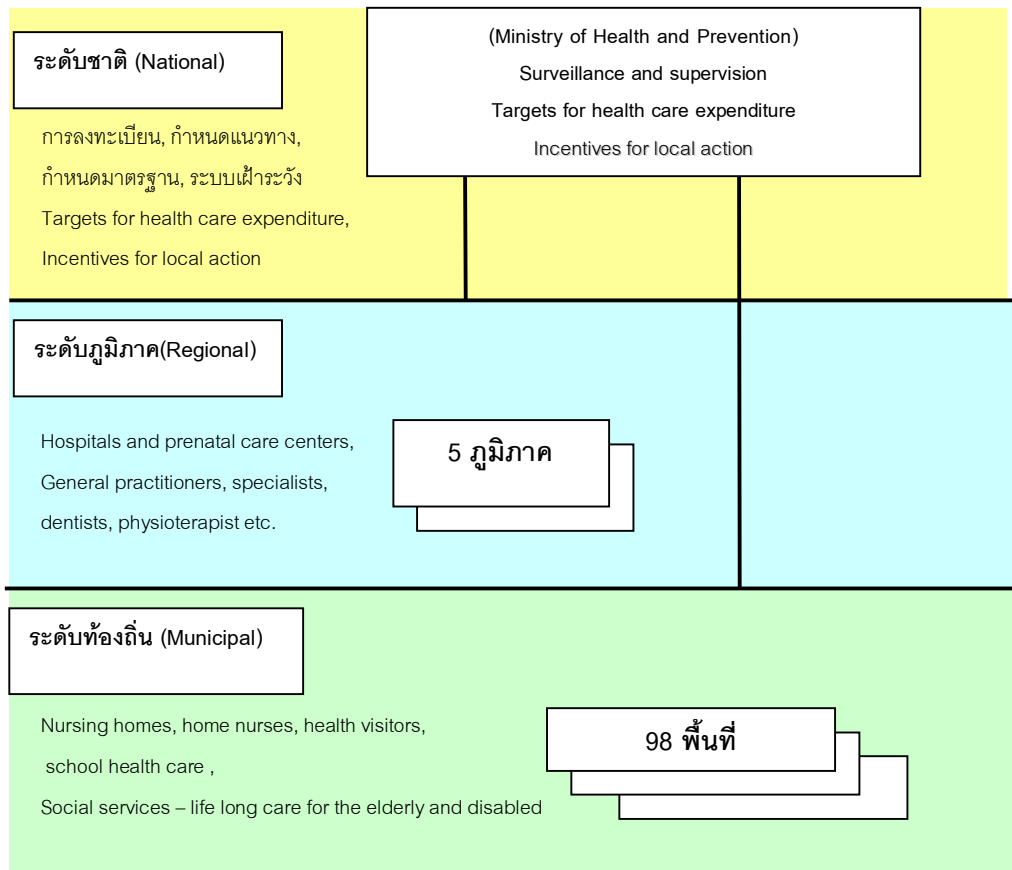 ระดับชาติ (National)
(Ministry of Health and Prevention)
Surveillance and supervision
Targets for health care expenditure
Incentives for local action
การลงทะเบียน, กำหนดแนวทาง,
กำหนดมาตรฐาน, ระบบเฝ้าระวัง
Targets for health care expenditure,
Incentives for local action
ระดับภูมิภาค(Regional)
Hospitals and prenatal care centers,
General practitioners, specialists,
dentists, physioterapist etc.
5 ภูมิภาค
ระดับท้องถิ่น (Municipal)
Nursing homes, home nurses, health visitors,
school health care ,
Social services – life long care for the elderly and disabled
98 พื้นที่